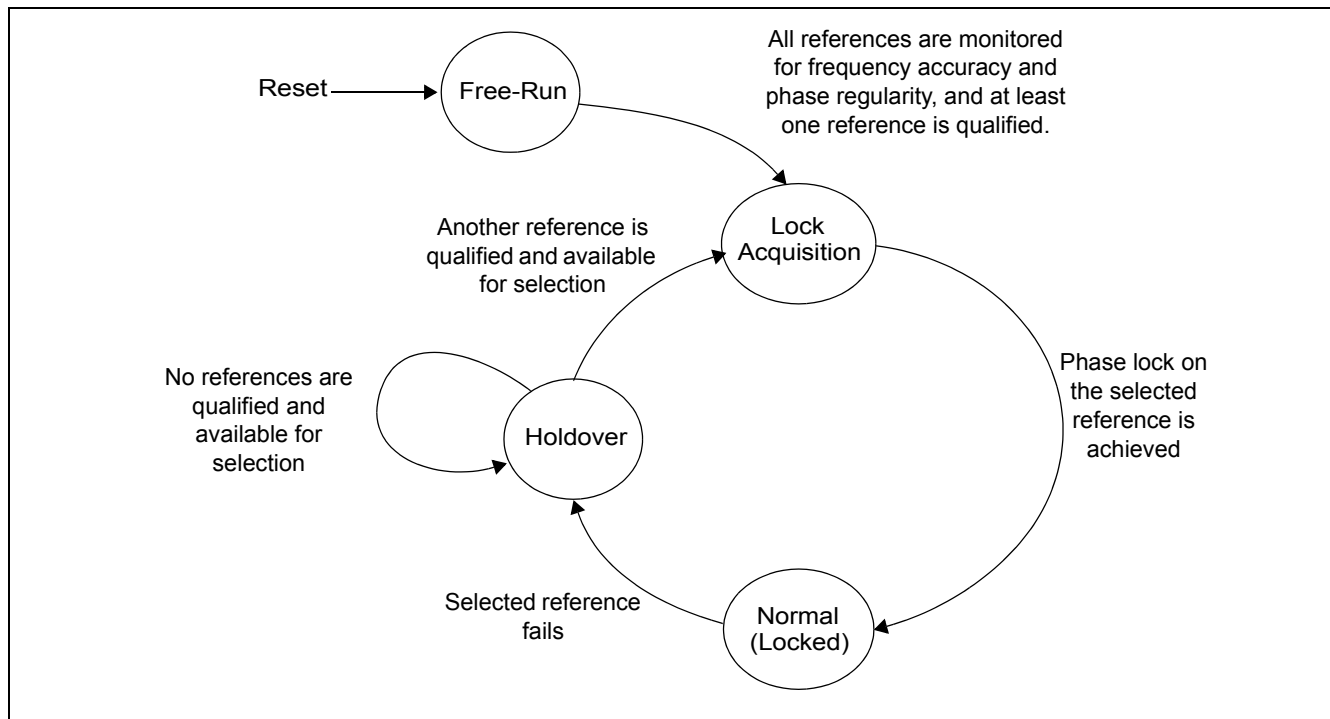 All references are monitored
for frequency accuracy and
phase regularity, and at least
one reference is qualified.
Reset
Free-Run
Another reference is
qualified and available
for selection
Lock
Acquisition
No references are
qualified and
available for
selection
Holdover
Phase lock on
the selected
reference is
achieved
Selected reference
fails
Normal
(Locked)